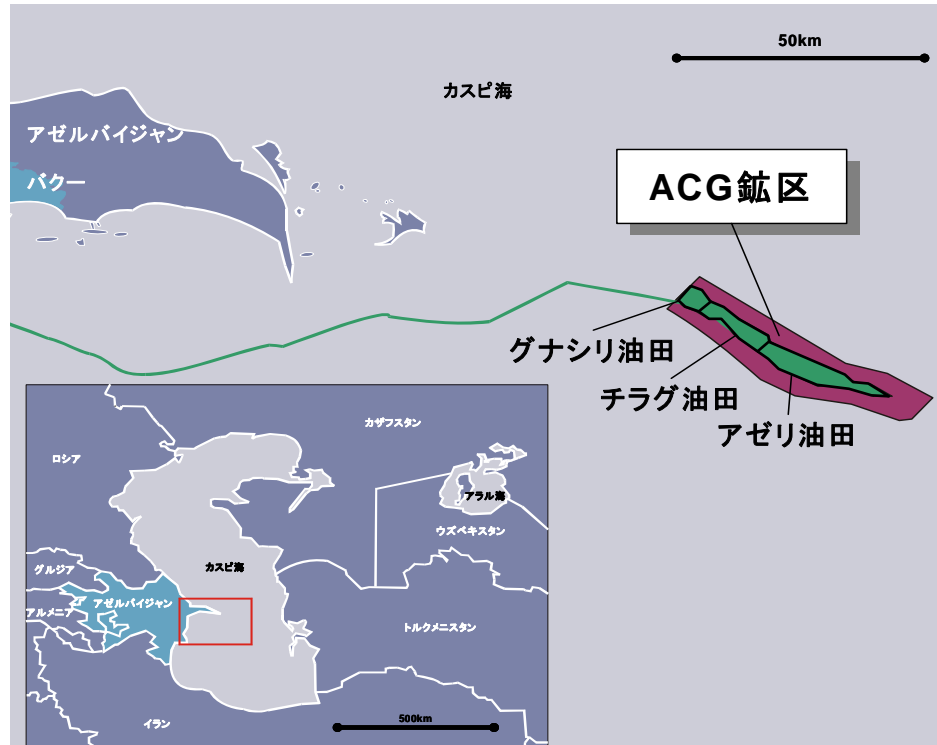 50km
カスピ海
アゼルバイジャン
バクー
ACG鉱区
グナシリ油田
チラグ油田
アゼリ油田
カザフスタン
ロシア
アラル海
ウズベキスタン
カスピ海
グルジア
アゼルバイジャン
アルメニア
トルクメニスタン
イラン
500km